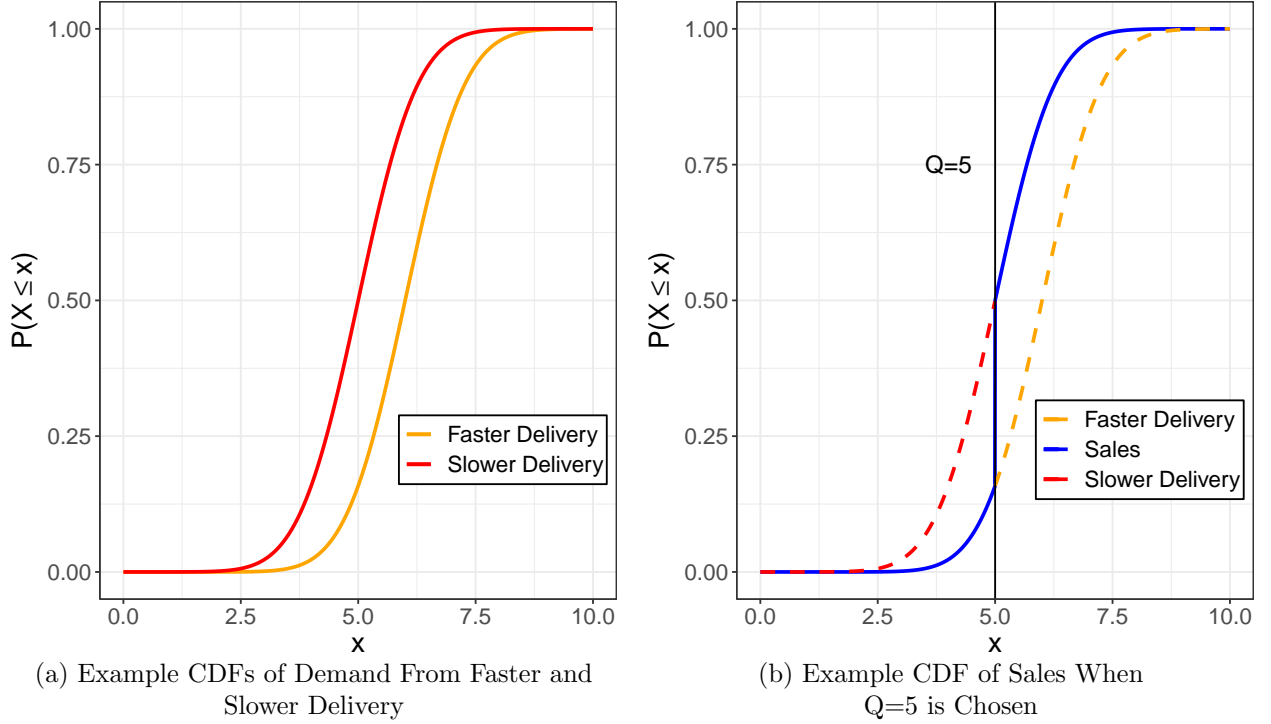 1.00
0.75
0.50
0.25
0.00
P(X ≤ x)
0.0 2.5 5.0 7.5 10.0
x
Faster Delivery
Slower Delivery
(a) Example CDFs of Demand From Faster and
Slower Delivery
1.00
0.75
0.50
0.25
0.00
P(X ≤ x)
Q=5
0.0 2.5 5.0 7.5 10.0
x
Faster Delivery
Sales
Slower Delivery
(b) Example CDF of Sales When
Q=5 is Chosen